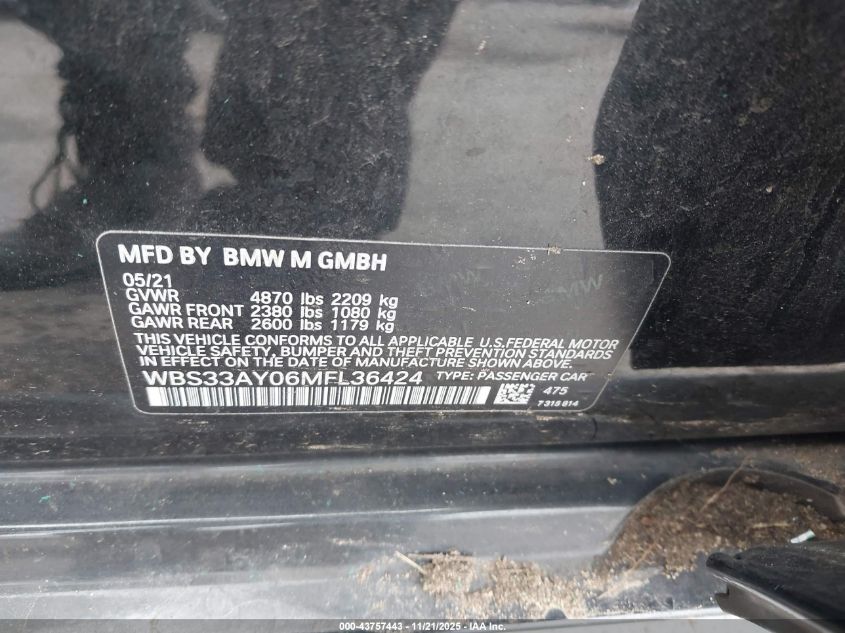 MFD BY BMW M GMBH
05/21
GVWR 4870 lbs 2209 kg
GAWR FRONT 2380 lbs 1080 kg
GAWR REAR 2600 lbs 1179 kg
THIS VEHICLE CONFORMS TO ALL APPLICABLE U.S.FEDERAL MOTOR
VEHICLE SAFETY, BUMPER, AND THEFT PREVENTION STANDARDS
IN EFFECT ON THE DATE OF MANUFACTURE SHOWN ABOVE.
WBS33AY06MFL36424 TYPE: PASSENGER CAR
475
7 318 814
BMW
000-43757443 - 11/21/2025 - IAA Inc.